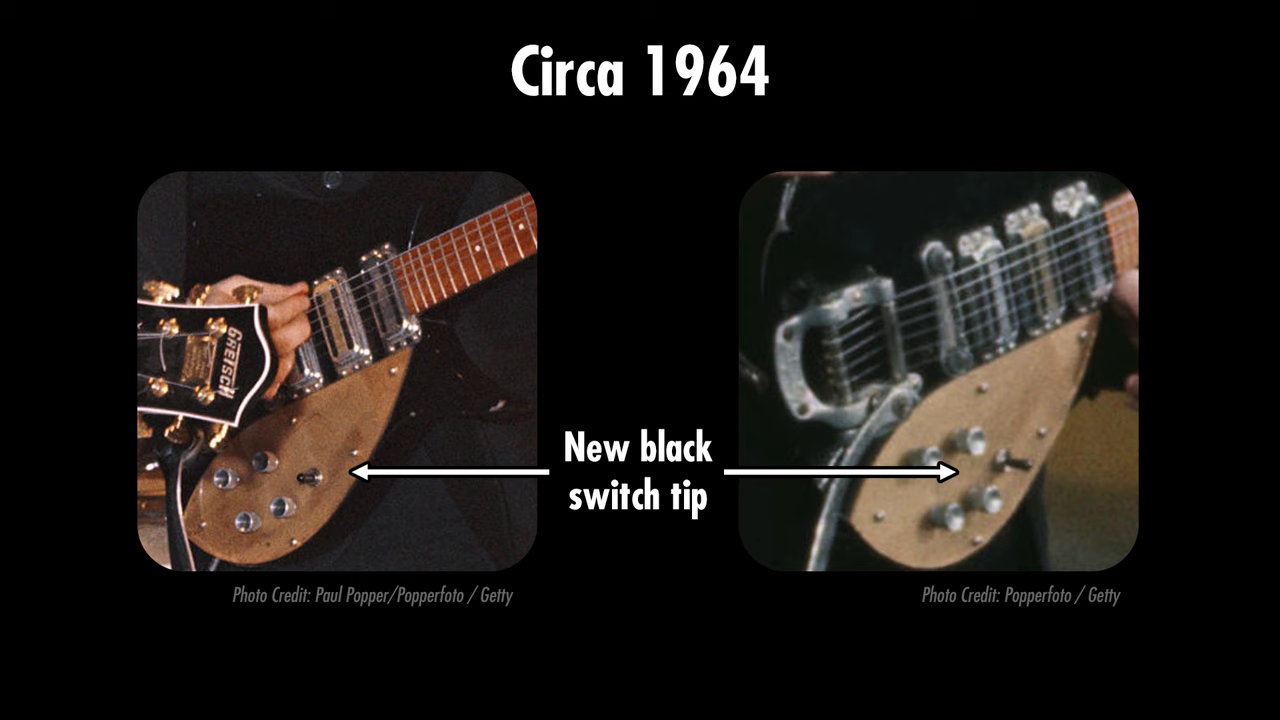 Circa 1964
GRETSCH
New black
switch tip
Photo Credit: Paul Popper/Popperfoto / Getty
Photo Credit: Popperfoto / Getty